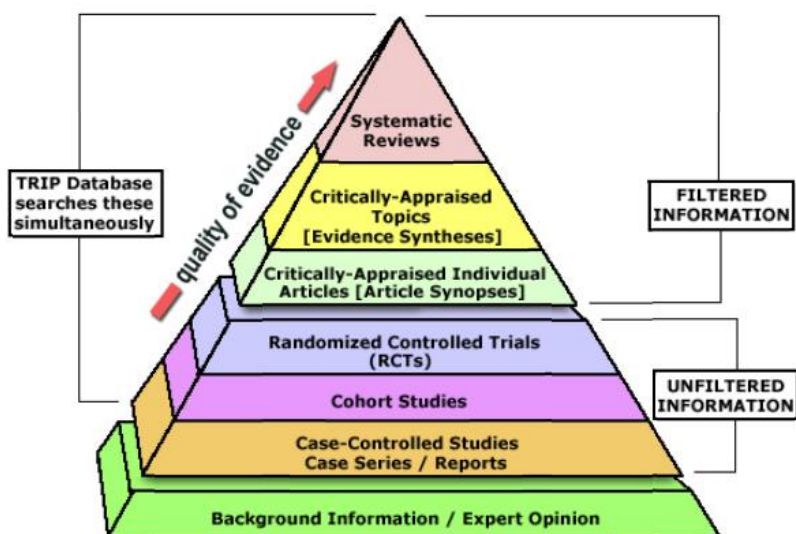 Systematic
Reviews
quality of evidence
TRIP Database
searches these
simultaneously
Critically-Appraised
Topics
[Evidence Syntheses]
FILTERED
INFORMATION
Critically-Appraised Individual
Articles [Article Synopses]
Randomized Controlled Trials
(RCTs)
UNFILTERED
INFORMATION
Cohort Studies
Case-Controlled Studies
Case Series / Reports
Background Information / Expert Opinion